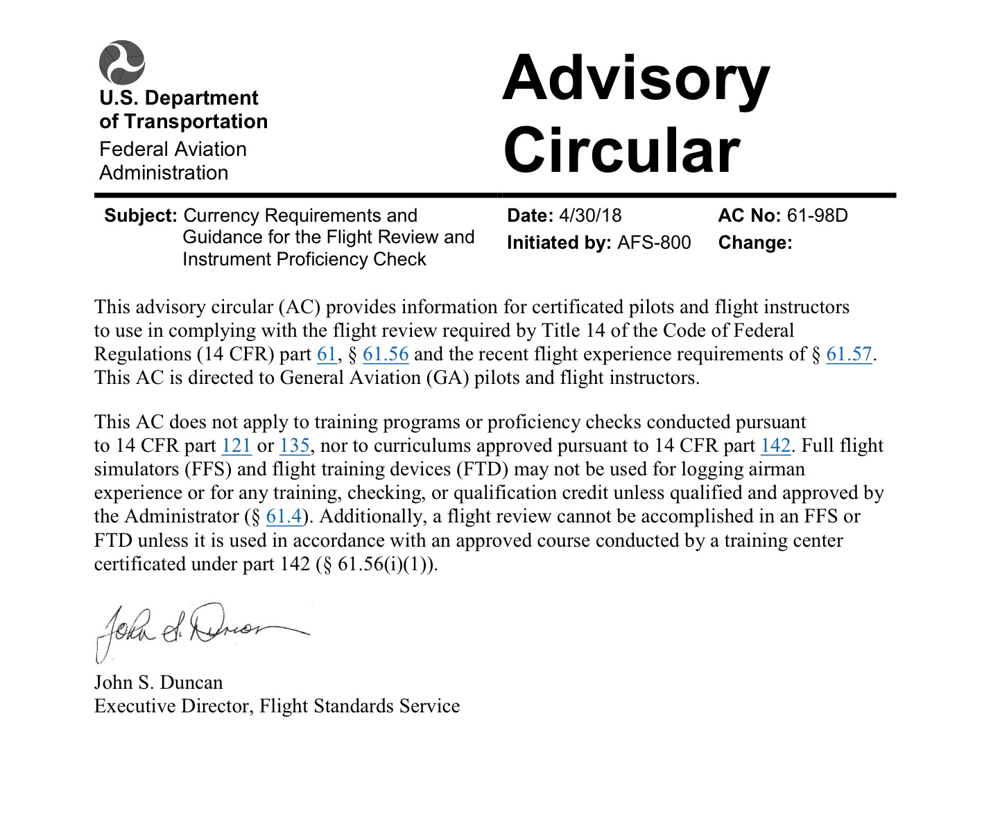 U.S. Department
of Transportation
Federal Aviation
Administration
Advisory
Circular
Subject: Currency Requirements and
Guidance for the Flight Review and
Instrument Proficiency Check
Date: 4/30/18
Initiated by: AFS-800
AC No: 61-98D
Change:
This advisory circular (AC) provides information for certificated pilots and flight instructors
to use in complying with the flight review required by Title 14 of the Code of Federal
Regulations (14 CFR) part 61, § 61.56 and the recent flight experience requirements of § 61.57.
This AC is directed to General Aviation (GA) pilots and flight instructors.
This AC does not apply to training programs or proficiency checks conducted pursuant
to 14 CFR part 121 or 135, nor to curriculums approved pursuant to 14 CFR part 142. Full flight
simulators (FFS) and flight training devices (FTD) may not be used for logging airman
experience or for any training, checking, or qualification credit unless qualified and approved by
the Administrator (§ 61.4). Additionally, a flight review cannot be accomplished in an FFS or
FTD unless it is used in accordance with an approved course conducted by a training center
certificated under part 142 (§ 61.56(i)(1)).
John S. Duncan
John S. Duncan
Executive Director, Flight Standards Service